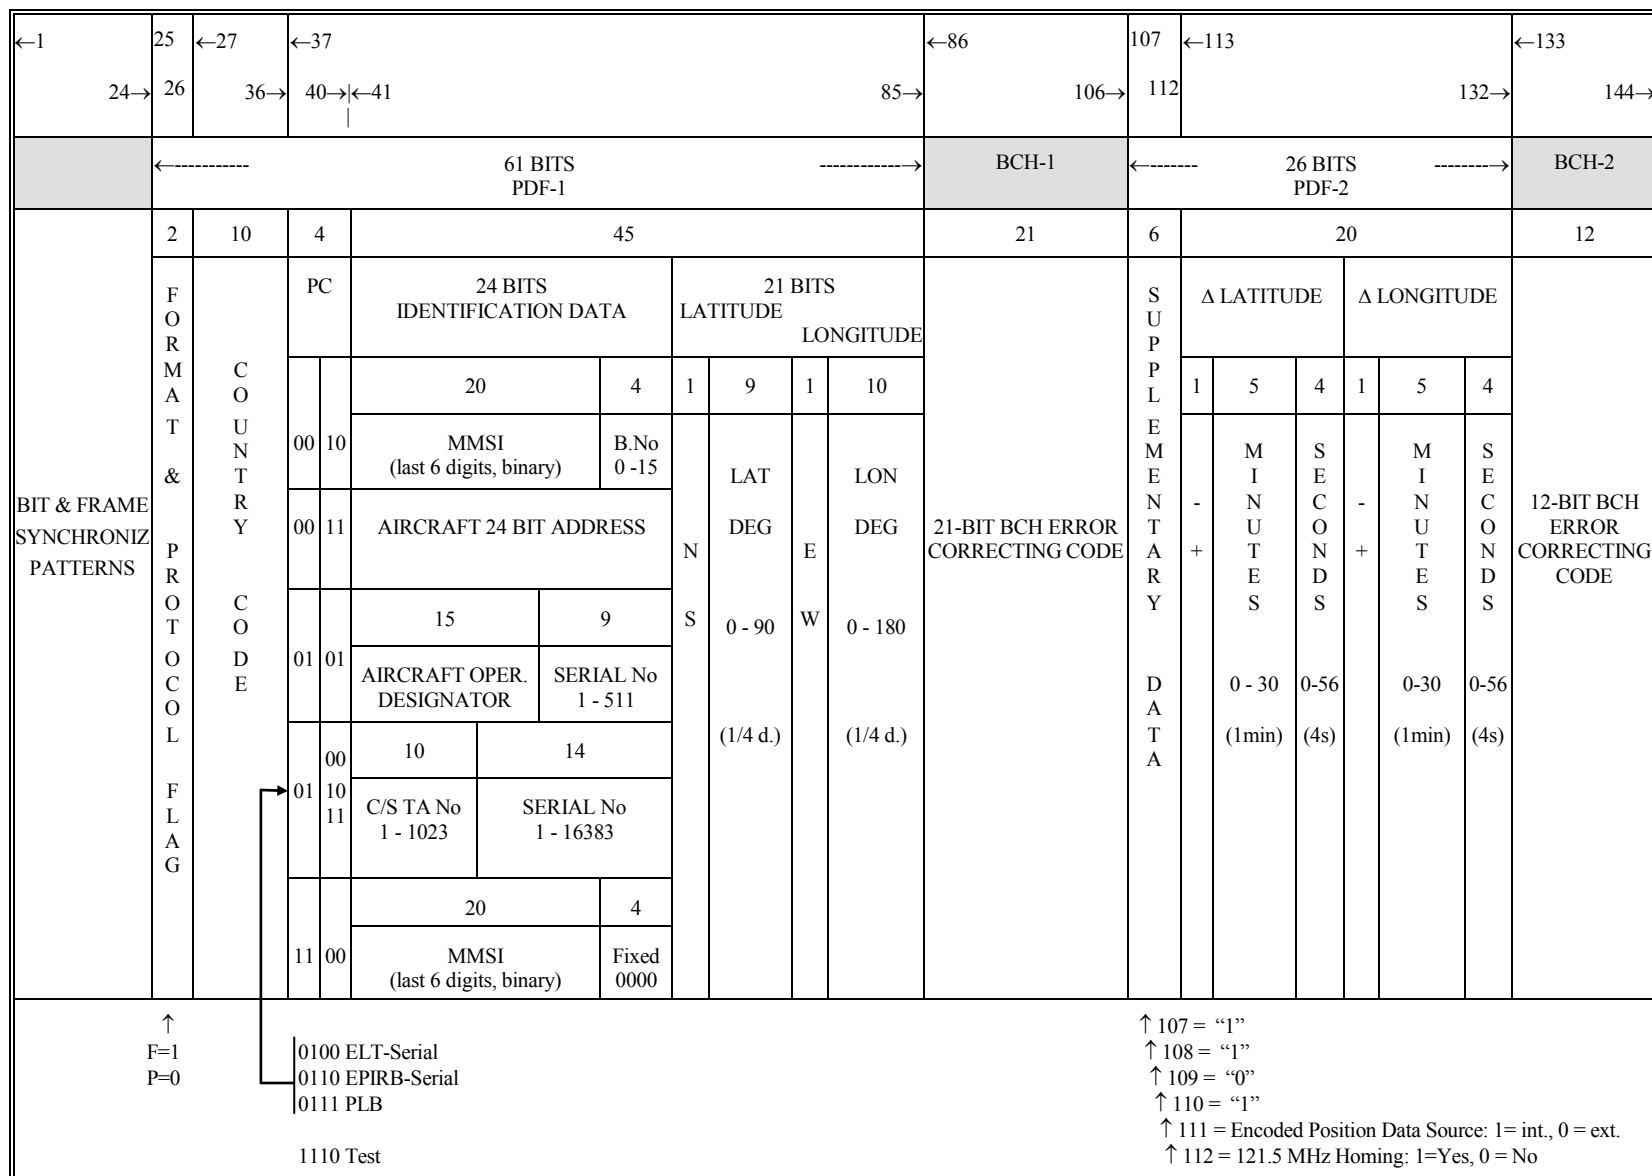 ←1 25 ←27 ←37 ←86 107 ←113 ←133
24→ 26 36→ 40→|←41 85→ 106→ 112 132→ 144→
|
←----------- 61 BITS ------------→ BCH-1 ←------- 26 BITS --------→ BCH-2
PDF-1 PDF-2
2 10 4 45 21 6 20 12
BIT & FRAME
SYNCHRONIZ
PATTERNS
FORMAT & PROTOCOL FLAG
COUNTRY CODE
PC
24 BITS
IDENTIFICATION DATA
21 BITS
LATITUDE
LONGITUDE
20 4 1 9 1 10
00 10
MMSI
(last 6 digits, binary)
B.No
0 -15
00 11
AIRCRAFT 24 BIT ADDRESS
15 9
01 01
AIRCRAFT OPER.
DESIGNATOR
SERIAL No
1 - 511
10 14
01 00
10
11
C/S TA No
1 - 1023
SERIAL No
1 - 16383
20 4
11 00
MMSI
(last 6 digits, binary)
Fixed
0000
N
S
LAT
DEG
0 - 90
(1/4 d.)
E
W
LON
DEG
0 - 180
(1/4 d.)
21-BIT BCH ERROR
CORRECTING CODE
SUPPLEMENTARY DATA
Δ LATITUDE Δ LONGITUDE
1 5 4 1 5 4
-
+
MINUTES
0 - 30
(1min)
SECONDS
0-56
(4s)
-
+
MINUTES
0-30
(1min)
SECONDS
0-56
(4s)
12-BIT BCH
ERROR
CORRECTING
CODE
↑
F=1
P=0
0100 ELT-Serial
0110 EPIRB-Serial
0111 PLB
1110 Test
↑ 107 = “1”
↑ 108 = “1”
↑ 109 = “0”
↑ 110 = “1”
↑ 111 = Encoded Position Data Source: 1= int., 0 = ext.
↑ 112 = 121.5 MHz Homing: 1=Yes, 0 = No